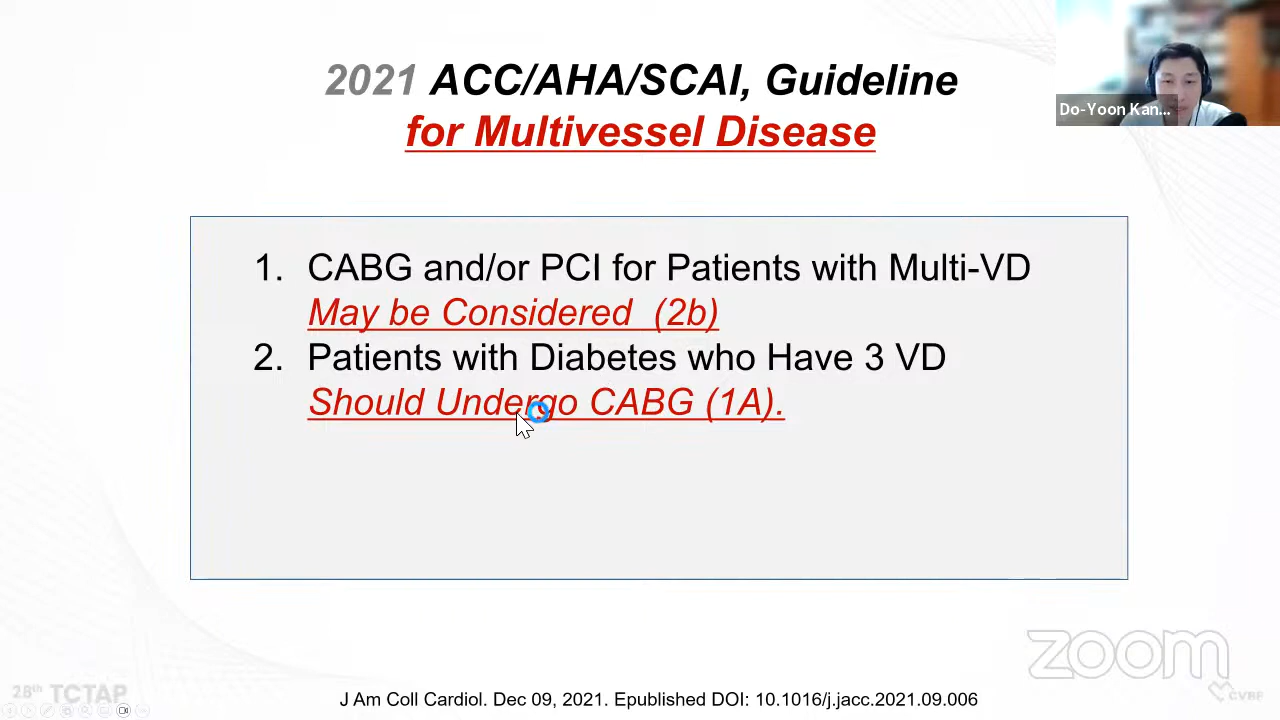 2021 ACC/AHA/SCAI, Guideline
for Multivessel Disease
Do-Yoon Kan...
1. CABG and/or PCI for Patients with Multi-VD
May be Considered (2b)
2. Patients with Diabetes who Have 3 VD
Should Undergo CABG (1A).
zoom
28th TCTAP
J Am Coll Cardiol. Dec 09, 2021. Epublished DOI: 10.1016/j.jacc.2021.09.006
CVRF